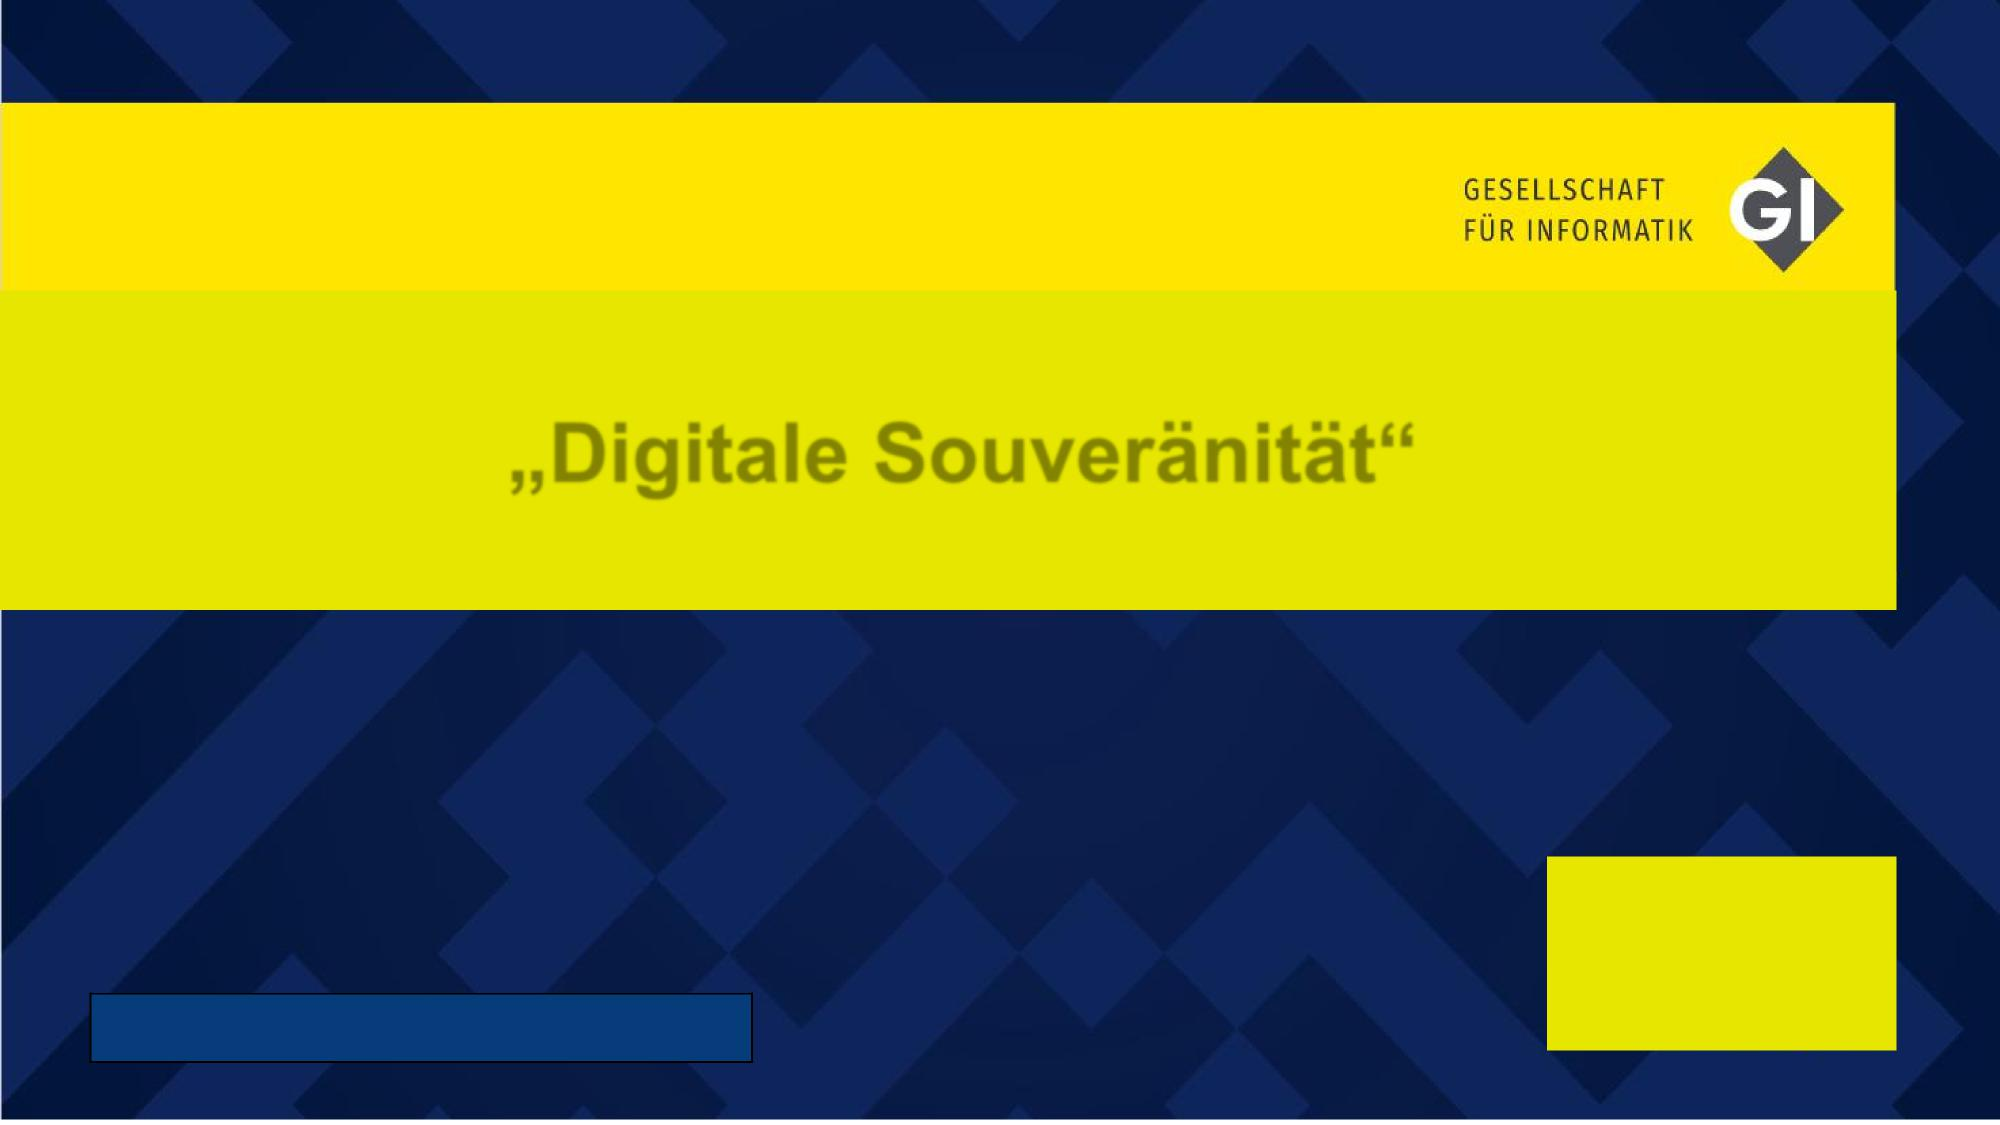 GESELLSCHAFT
FÜR INFORMATIK
GI
„Digitale Souveränität“